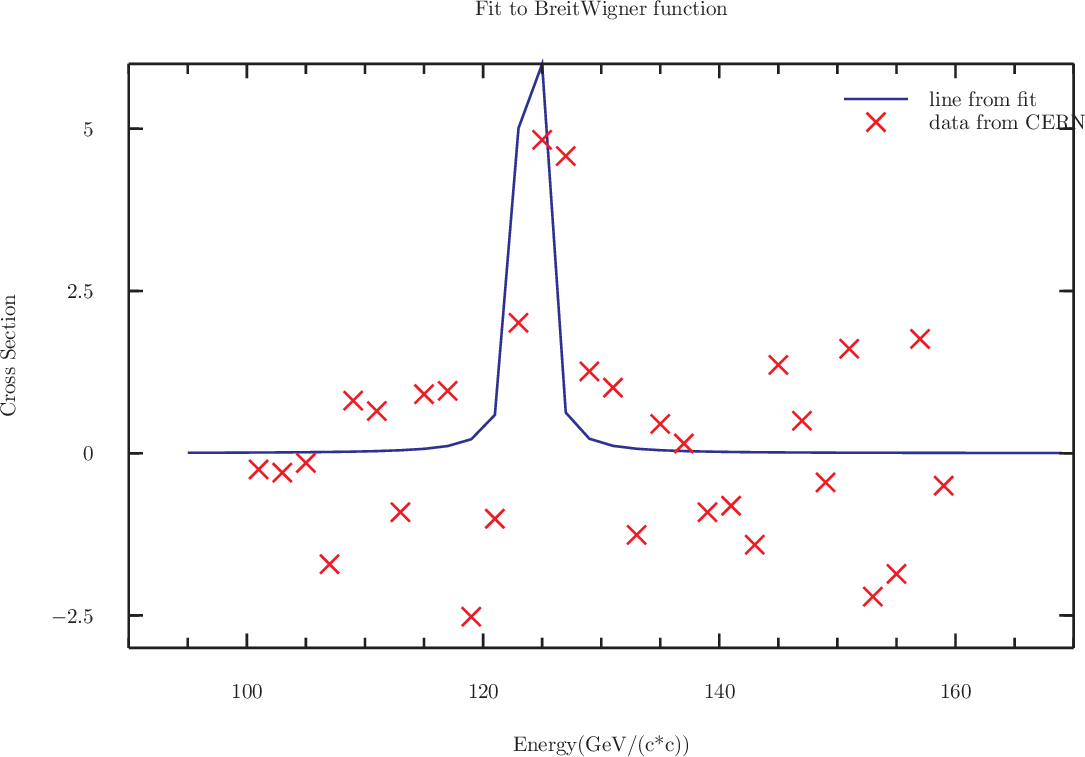 Fit to BreitWigner function
line from fit
data from CERN
5
2.5
0
−2.5
Cross Section
100 120 140 160
Energy(GeV/(c*c))